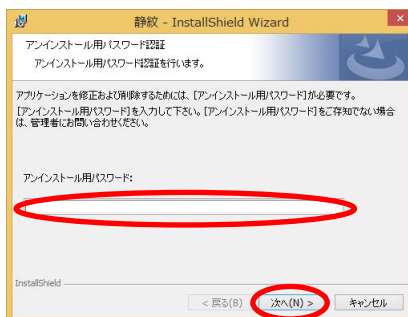 静紋 - InstallShield Wizard
アンインストール用パスワード認証
アンインストール用パスワード認証を行います。
アプリケーションを修正および削除するためには、[アンインストール用パスワード]が必要です。
[アンインストール用パスワード]を入力して下さい。[アンインストール用パスワード]をご存知でない場合
は、管理者にお問い合わせください。
アンインストール用パスワード:
InstallShield
< 戻る(B)
次へ(N) >
キャンセル